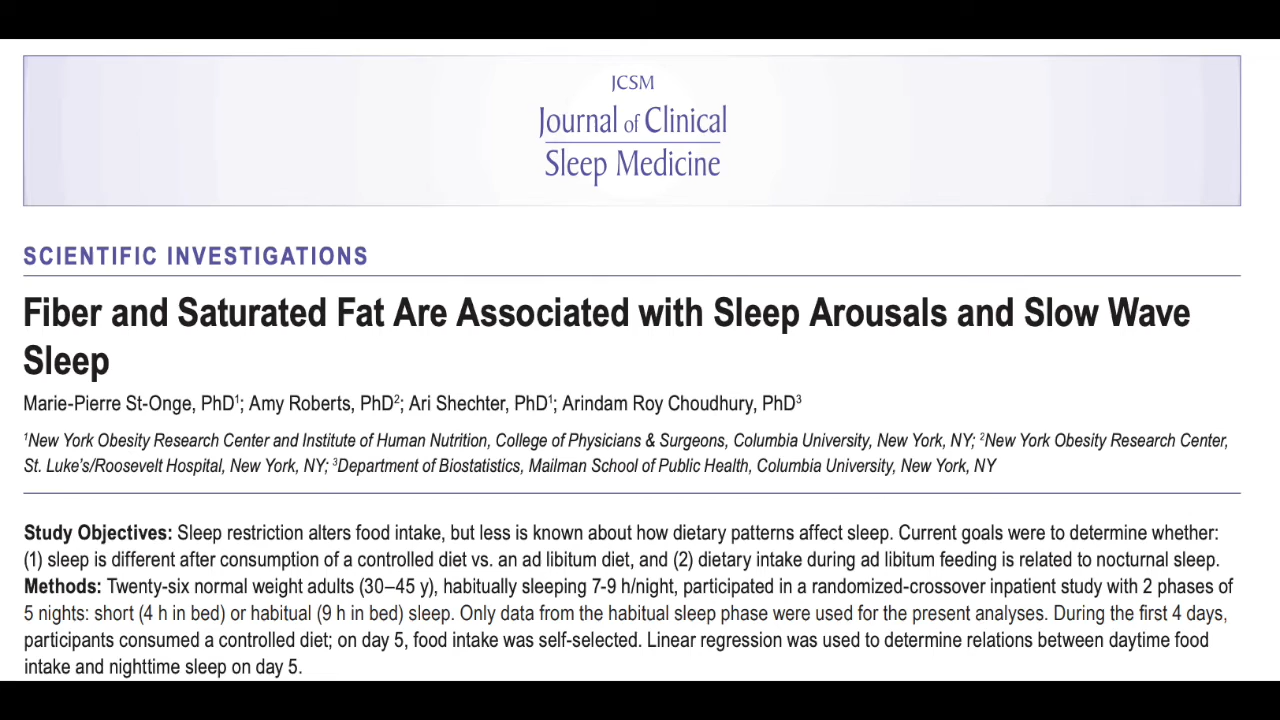 JCSM
Journal of Clinical
Sleep Medicine
SCIENTIFIC INVESTIGATIONS
Fiber and Saturated Fat Are Associated with Sleep Arousals and Slow Wave
Sleep
Marie-Pierre St-Onge, PhD1; Amy Roberts, PhD2; Ari Shechter, PhD1; Arindam Roy Choudhury, PhD3
1New York Obesity Research Center and Institute of Human Nutrition, College of Physicians & Surgeons, Columbia University, New York, NY; 2New York Obesity Research Center,
St. Luke's/Roosevelt Hospital, New York, NY; 3Department of Biostatistics, Mailman School of Public Health, Columbia University, New York, NY
Study Objectives: Sleep restriction alters food intake, but less is known about how dietary patterns affect sleep. Current goals were to determine whether:
(1) sleep is different after consumption of a controlled diet vs. an ad libitum diet, and (2) dietary intake during ad libitum feeding is related to nocturnal sleep.
Methods: Twenty-six normal weight adults (30–45 y), habitually sleeping 7-9 h/night, participated in a randomized-crossover inpatient study with 2 phases of
5 nights: short (4 h in bed) or habitual (9 h in bed) sleep. Only data from the habitual sleep phase were used for the present analyses. During the first 4 days,
participants consumed a controlled diet; on day 5, food intake was self-selected. Linear regression was used to determine relations between daytime food
intake and nighttime sleep on day 5.